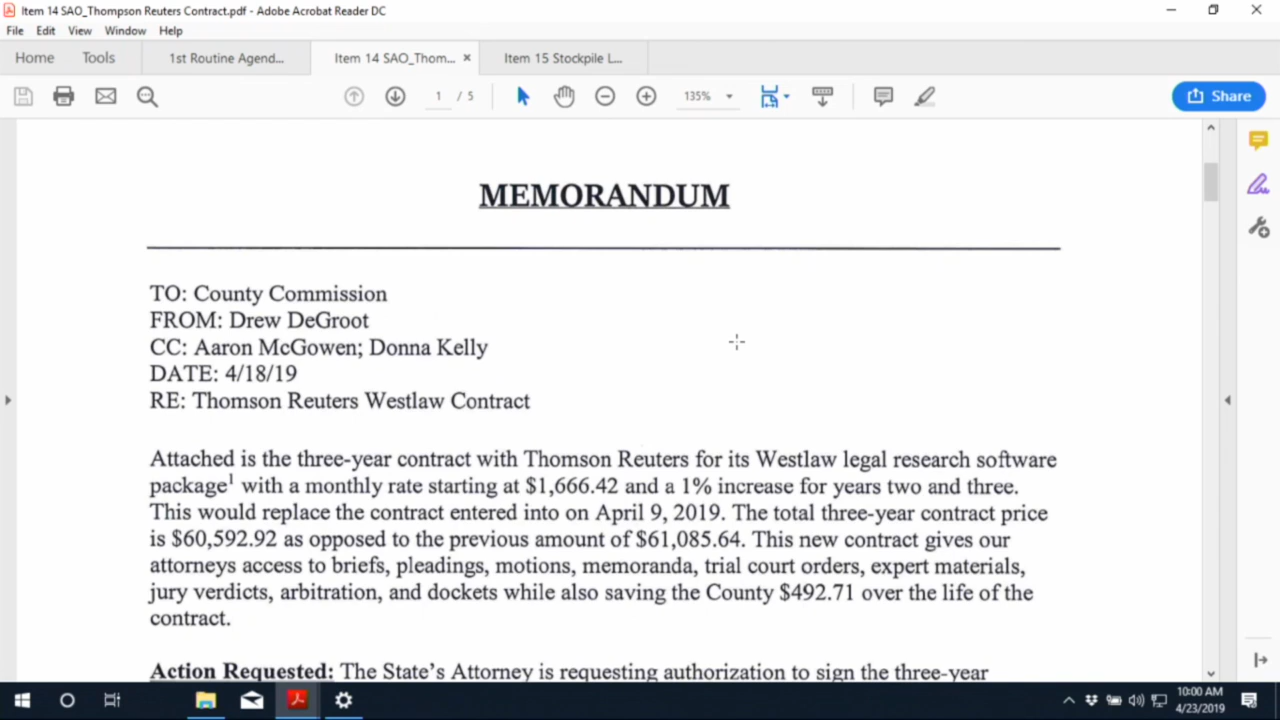 Item 14 SAO_Thompson Reuters Contract.pdf - Adobe Acrobat Reader DC
File Edit View Window Help
Home Tools 1st Routine Agend... Item 14 SAO_Thom... × Item 15 Stockpile L...
1 / 5 135% Share
MEMORANDUM
TO: County Commission
FROM: Drew DeGroot
CC: Aaron McGowen; Donna Kelly
DATE: 4/18/19
RE: Thomson Reuters Westlaw Contract
Attached is the three-year contract with Thomson Reuters for its Westlaw legal research software
package1 with a monthly rate starting at $1,666.42 and a 1% increase for years two and three.
This would replace the contract entered into on April 9, 2019. The total three-year contract price
is $60,592.92 as opposed to the previous amount of $61,085.64. This new contract gives our
attorneys access to briefs, pleadings, motions, memoranda, trial court orders, expert materials,
jury verdicts, arbitration, and dockets while also saving the County $492.71 over the life of the
contract.
Action Requested: The State's Attorney is requesting authorization to sign the three-year
10:00 AM
4/23/2019